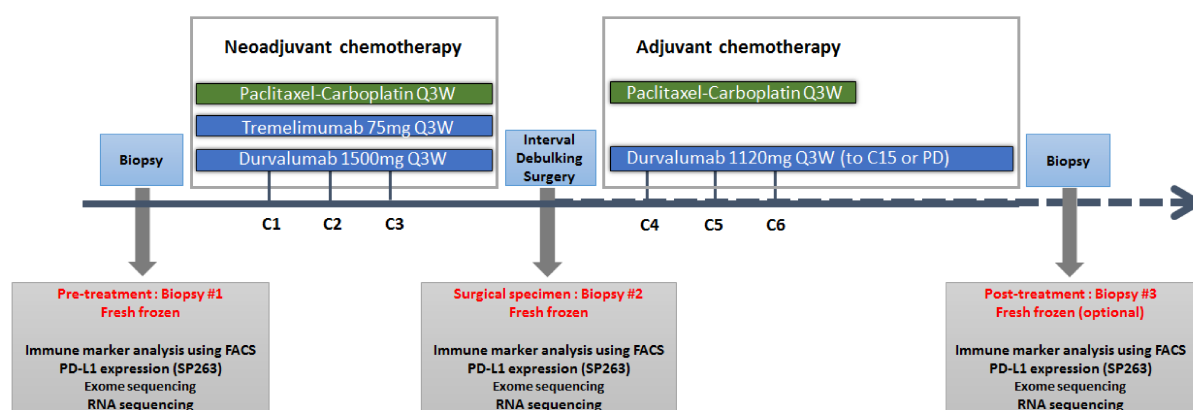 Neoadjuvant chemotherapy
Paclitaxel-Carboplatin Q3W
Tremelimumab 75mg Q3W
Durvalumab 1500mg Q3W
Adjuvant chemotherapy
Paclitaxel-Carboplatin Q3W
Durvalumab 1120mg Q3W (to C15 or PD)
Biopsy
Interval
Debulking
Surgery
Biopsy
C1
C2
C3
C4
C5
C6
Pre-treatment : Biopsy #1
Fresh frozen
Immune marker analysis using FACS
PD-L1 expression (SP263)
Exome sequencing
RNA sequencing
Surgical specimen : Biopsy #2
Fresh frozen
Immune marker analysis using FACS
PD-L1 expression (SP263)
Exome sequencing
RNA sequencing
Post-treatment : Biopsy #3
Fresh frozen (optional)
Immune marker analysis using FACS
PD-L1 expression (SP263)
Exome sequencing
RNA sequencing